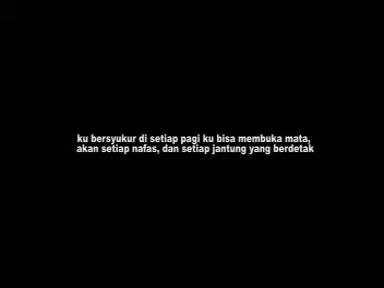 ku bersyukur di setiap pagi ku bisa membuka mata,
akan setiap nafas, dan setiap jantung yang berdetak